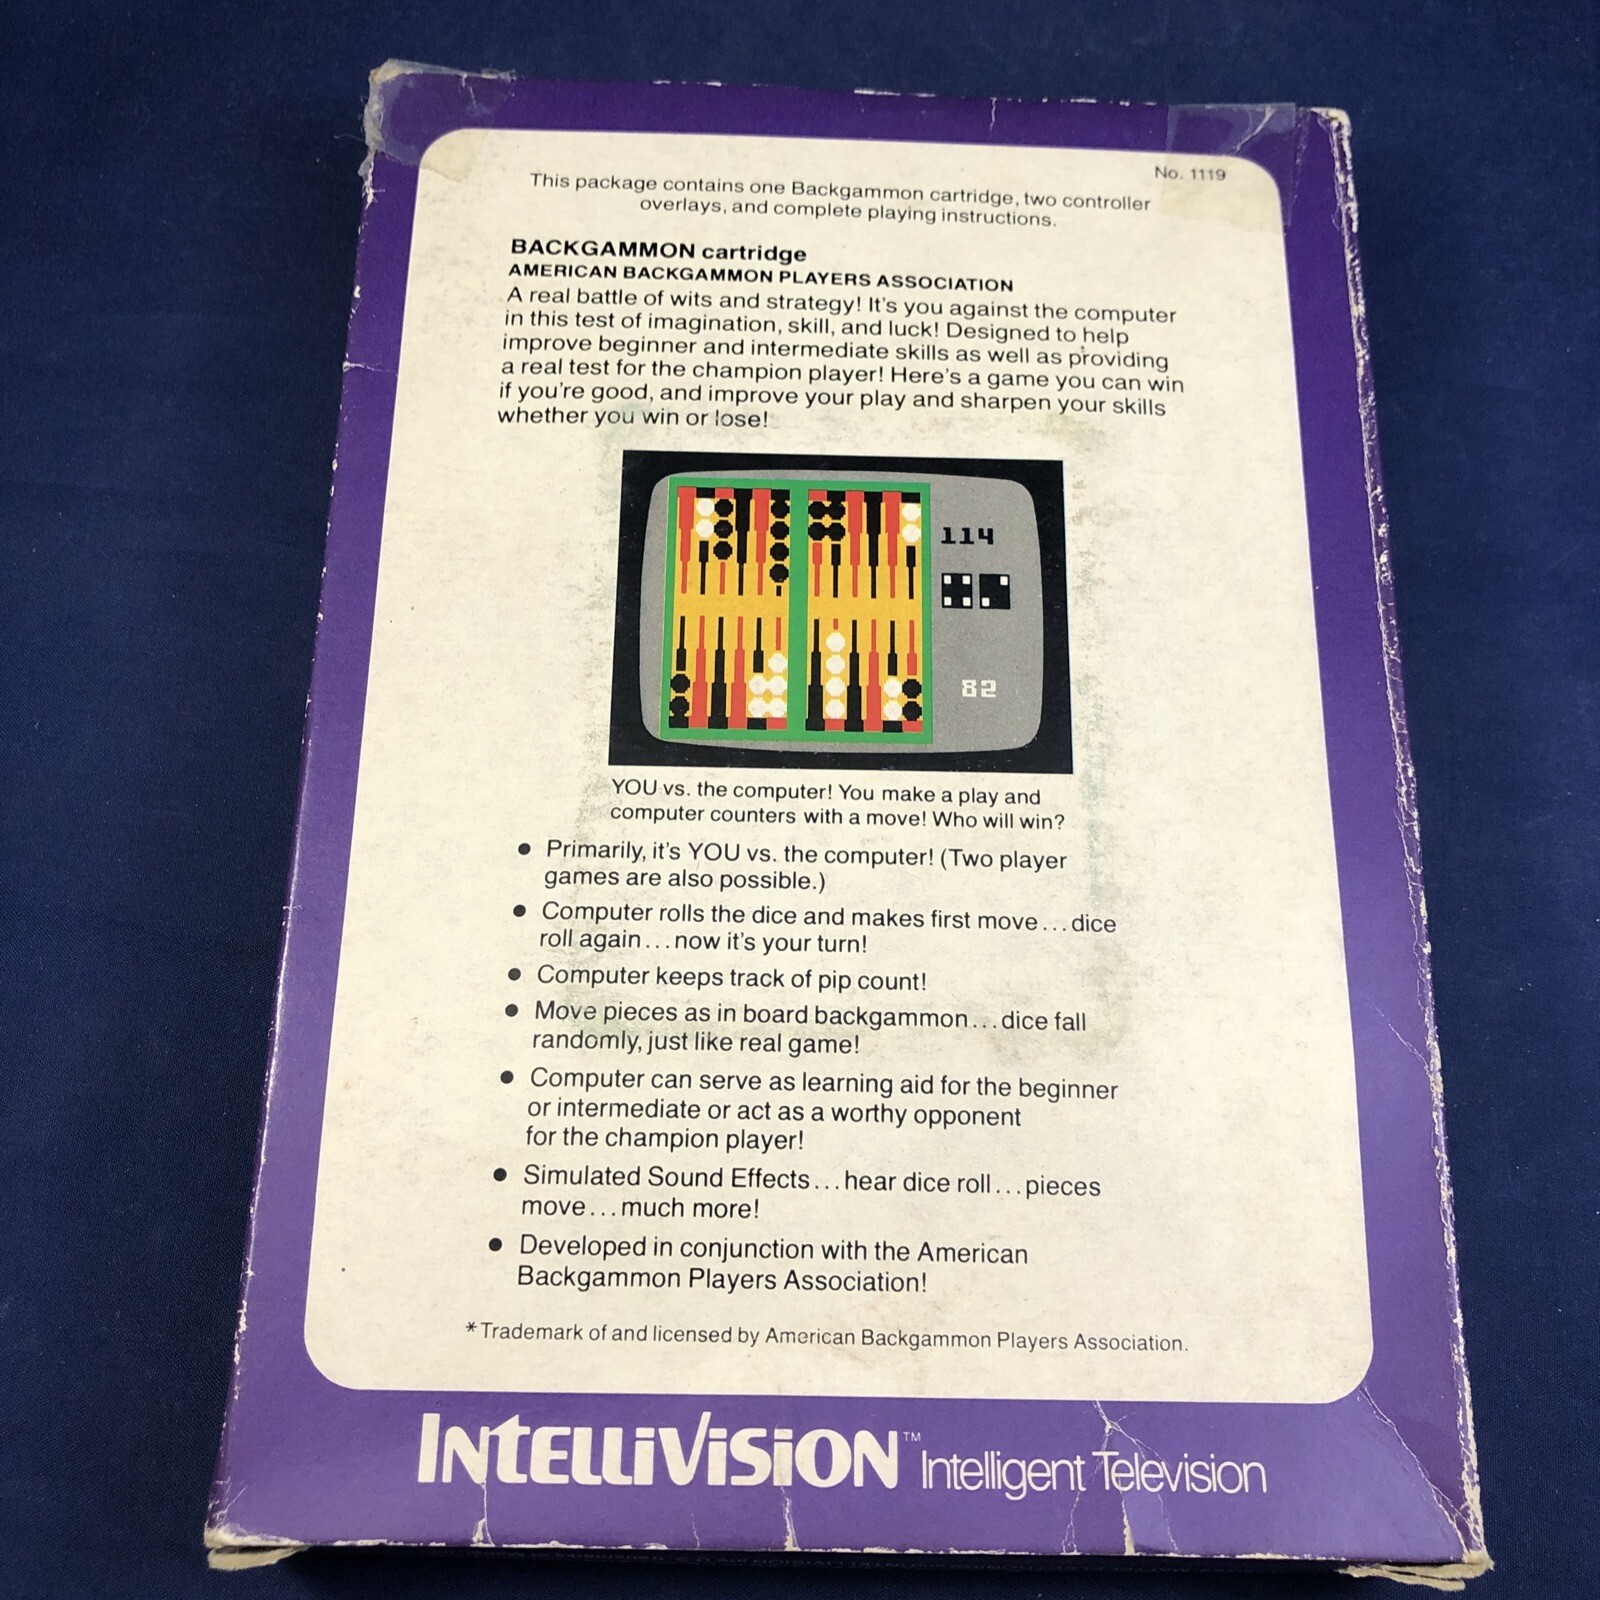 No. 1119
This package contains one Backgammon cartridge, two controller
overlays, and complete playing instructions.
BACKGAMMON cartridge
AMERICAN BACKGAMMON PLAYERS ASSOCIATION
A real battle of wits and strategy! It's you against the computer
in this test of imagination, skill, and luck! Designed to help
improve beginner and intermediate skills as well as providing
a real test for the champion player! Here's a game you can win
if you're good, and improve your play and sharpen your skills
whether you win or lose!
114
82
YOU vs. the computer! You make a play and
computer counters with a move! Who will win?
● Primarily, it's YOU vs. the computer! (Two player
games are also possible.)
● Computer rolls the dice and makes first move...dice
roll again...now it's your turn!
● Computer keeps track of pip count!
● Move pieces as in board backgammon...dice fall
randomly, just like real game!
● Computer can serve as learning aid for the beginner
or intermediate or act as a worthy opponent
for the champion player!
● Simulated Sound Effects...hear dice roll...pieces
move...much more!
● Developed in conjunction with the American
Backgammon Players Association!
*Trademark of and licensed by American Backgammon Players Association.
INTELLIVISION™ Intelligent Television